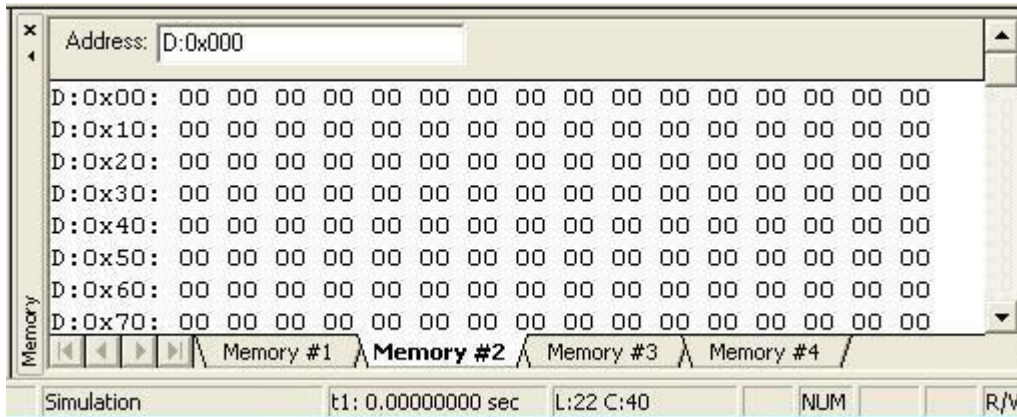 Address: D:0x000
D:0x00: 00 00 00 00 00 00 00 00 00 00 00 00 00 00 00 00
D:0x10: 00 00 00 00 00 00 00 00 00 00 00 00 00 00 00 00
D:0x20: 00 00 00 00 00 00 00 00 00 00 00 00 00 00 00 00
D:0x30: 00 00 00 00 00 00 00 00 00 00 00 00 00 00 00 00
D:0x40: 00 00 00 00 00 00 00 00 00 00 00 00 00 00 00 00
D:0x50: 00 00 00 00 00 00 00 00 00 00 00 00 00 00 00 00
D:0x60: 00 00 00 00 00 00 00 00 00 00 00 00 00 00 00 00
D:0x70: 00 00 00 00 00 00 00 00 00 00 00 00 00 00 00 00
Memory
Memory #1 Memory #2 Memory #3 Memory #4
Simulation t1: 0.00000000 sec L:22 C:40 NUM R/